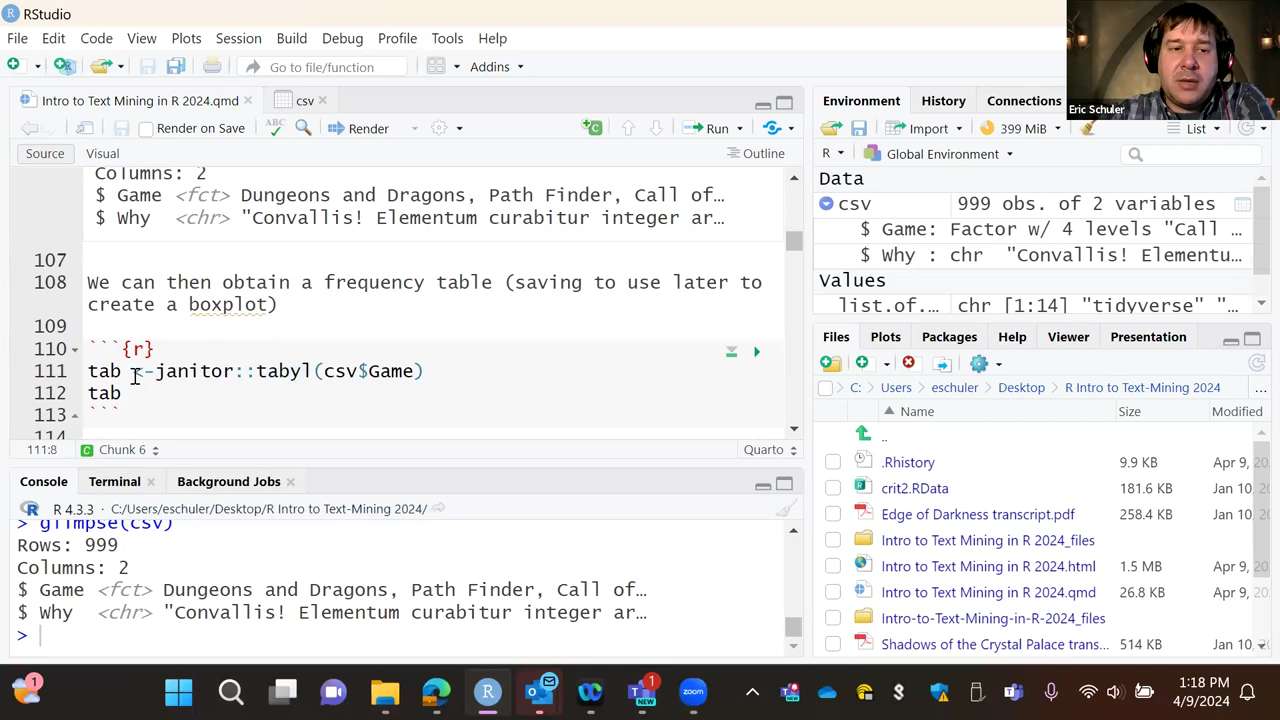 RStudio
File Edit Code View Plots Session Build Debug Profile Tools Help
Go to file/function Addins
Eric Schuler
Intro to Text Mining in R 2024.qmd csv
Render on Save ABC Render Run
Source Visual Outline
Columns: 2
$ Game <fct> Dungeons and Dragons, Path Finder, Call of…
$ Why <chr> "Convallis! Elementum curabitur integer ar…
107
108 We can then obtain a frequency table (saving to use later to
create a boxplot)
109
110 ```{r}
111 tab <-janitor::tabyl(csv$Game)
112 tab
113 ```
114
111:8 Chunk 6 Quarto
Console Terminal Background Jobs
R 4.3.3 · C:/Users/eschuler/Desktop/R Intro to Text-Mining 2024/
> glimpse(csv)
Rows: 999
Columns: 2
$ Game <fct> Dungeons and Dragons, Path Finder, Call of…
$ Why <chr> "Convallis! Elementum curabitur integer ar…
>
Environment History Connections
Import 399 MiB List
R Global Environment
Data
csv 999 obs. of 2 variables
$ Game: Factor w/ 4 levels "Call ...
$ Why : chr "Convallis! Elementu...
Values
list.of.… chr [1:14] "tidyverse" "
Files Plots Packages Help Viewer Presentation
C: Users eschuler Desktop R Intro to Text-Mining 2024 ...
Name Size Modified
..
.Rhistory 9.9 KB Apr 9, 20
crit2.RData 181.6 KB Jan 10,
Edge of Darkness transcript.pdf 258.4 KB Jan 10,
Intro to Text Mining in R 2024_files
Intro to Text Mining in R 2024.html 1.5 MB Apr 9, 20
Intro to Text Mining in R 2024.qmd 26.8 KB Apr 9, 20
Intro-to-Text-Mining-in-R-2024_files
Shadows of the Crystal Palace trans... 514 KB Jan 10,
1 NEW 1 zoom
1:18 PM
4/9/2024